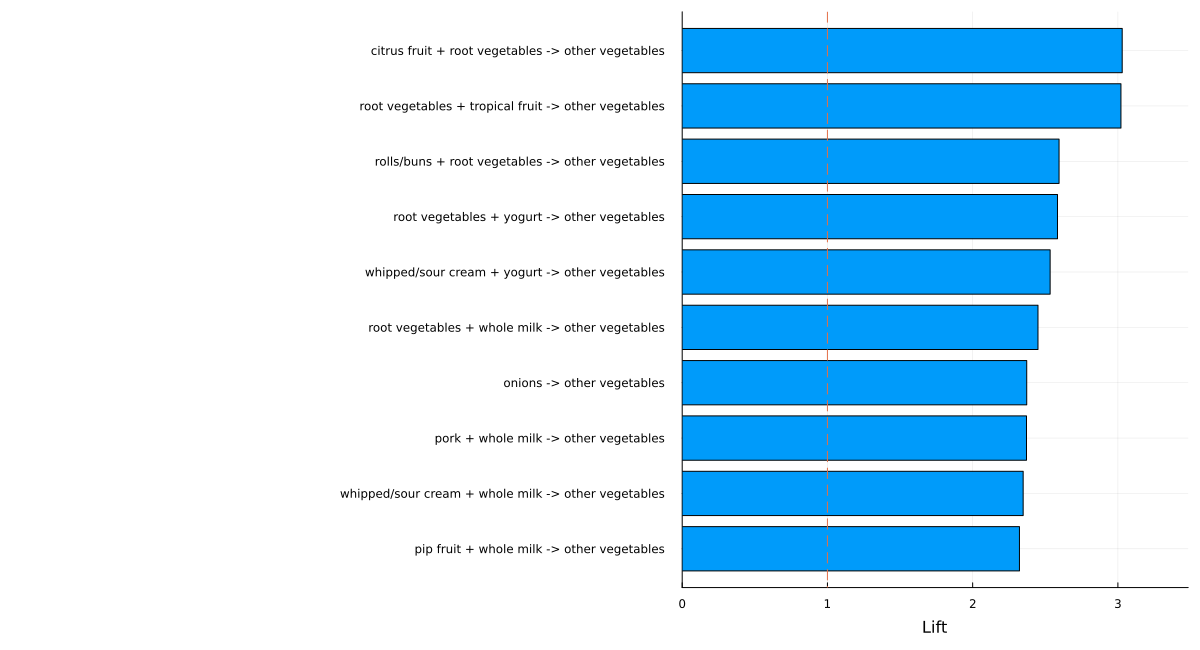 citrus fruit + root vegetables -> other vegetables
root vegetables + tropical fruit -> other vegetables
rolls/buns + root vegetables -> other vegetables
root vegetables + yogurt -> other vegetables
whipped/sour cream + yogurt -> other vegetables
root vegetables + whole milk -> other vegetables
onions -> other vegetables
pork + whole milk -> other vegetables
whipped/sour cream + whole milk -> other vegetables
pip fruit + whole milk -> other vegetables
0 1 2 3
Lift